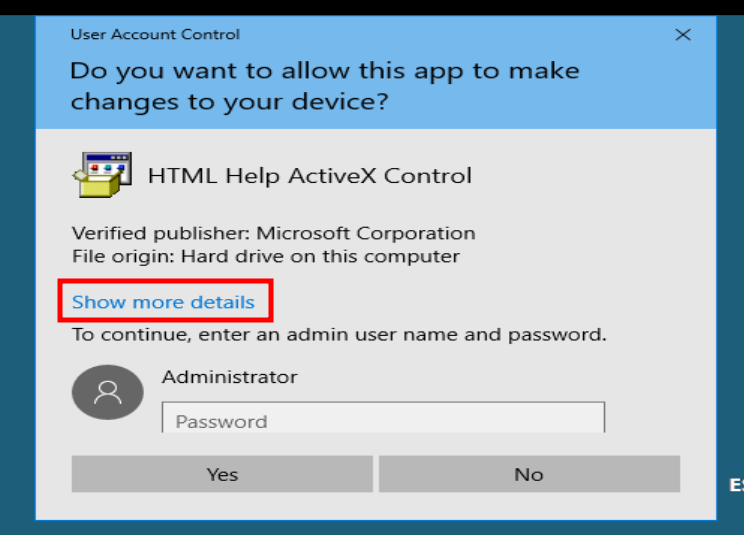 User Account Control
Do you want to allow this app to make
changes to your device?
HTML Help ActiveX Control
Verified publisher: Microsoft Corporation
File origin: Hard drive on this computer
Show more details
To continue, enter an admin user name and password.
Administrator
Password
Yes No